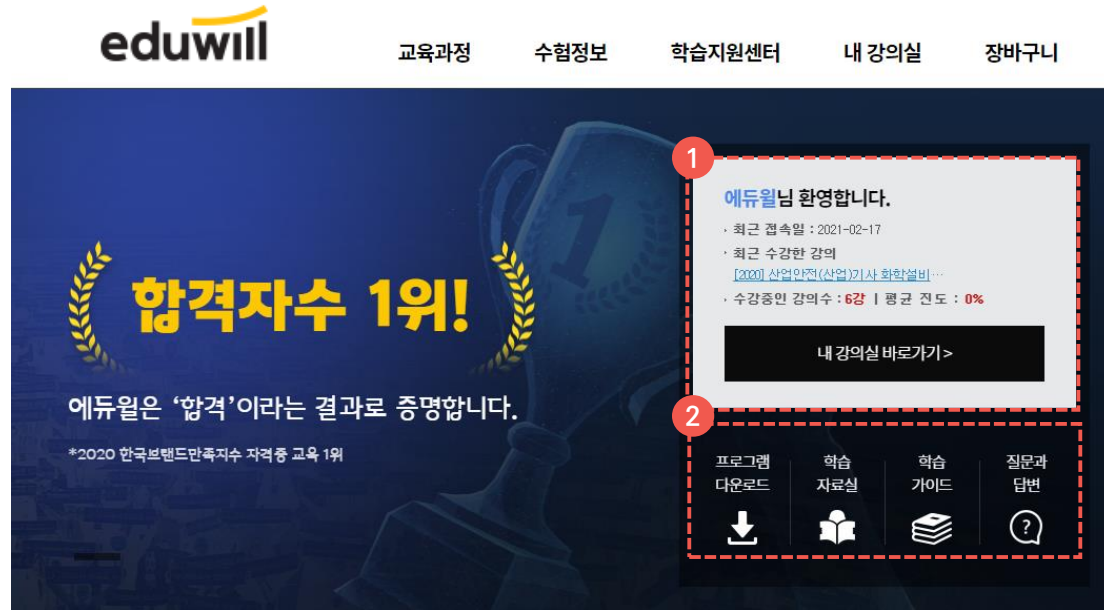 eduwill
교육과정 수험정보 학습지원센터 내 강의실 장바구니
1
합격자수 1위!
에듀윌은 ‘합격’이라는 결과로 증명합니다.
*2020 한국브랜드만족지수 자격증 교육 1위
1
에듀윌님 환영합니다.
· 최근 접속일 : 2021-02-17
· 최근 수강한 강의
[2020] 산업안전(산업)기사 화학설비…
· 수강중인 강의수 : 6강 | 평균 진도 : 0%
내 강의실 바로가기 >
2
프로그램
다운로드
학습
자료실
학습
가이드
질문과
답변
?